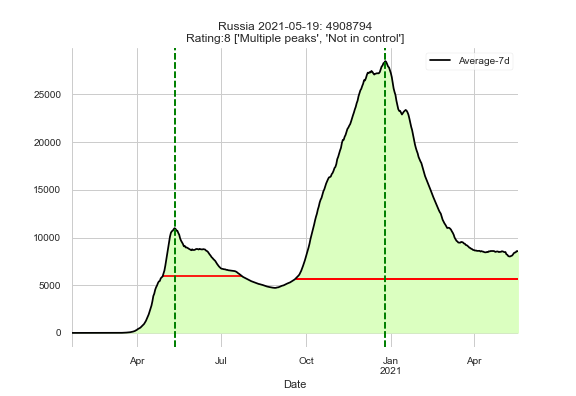 Russia 2021-05-19: 4908794
Rating:8 ['Multiple peaks', 'Not in control']
Average-7d
25000
20000
15000
10000
5000
0
Apr
Jul
Oct
Jan
2021
Apr
Date